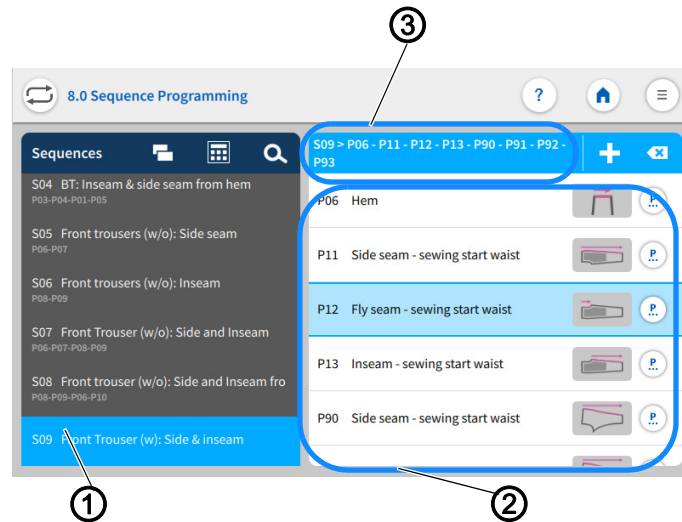 3
8.0 Sequence Programming
?
Sequences
S09 > P06 - P11 - P12 - P13 - P90 - P91 - P92 -
P93
S04 BT: Inseam & side seam from hem
P03-P04-P01-P05
S05 Front trousers (w/o): Side seam
P06-P07
S06 Front trousers (w/o): Inseam
P08-P09
S07 Front Trouser (w/o): Side and Inseam
P06-P07-P08-P09
S08 Front trouser (w/o): Side and Inseam fro
P08-P09-P06-P10
S09 Front Trouser (w): Side & inseam
P06 Hem
P...
P11 Side seam - sewing start waist
P...
P12 Fly seam - sewing start waist
P...
P13 Inseam - sewing start waist
P...
P90 Side seam - sewing start waist
P...
1
2